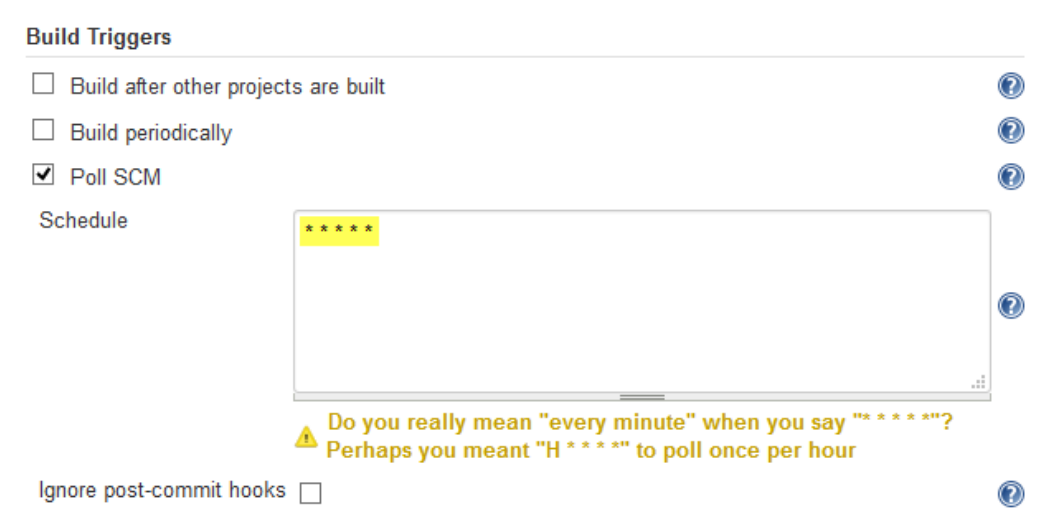 Build Triggers
Build after other projects are built
Build periodically
Poll SCM
Schedule
* * * * *
Do you really mean "every minute" when you say "* * * * *"?
Perhaps you meant "H * * * *" to poll once per hour
Ignore post-commit hooks